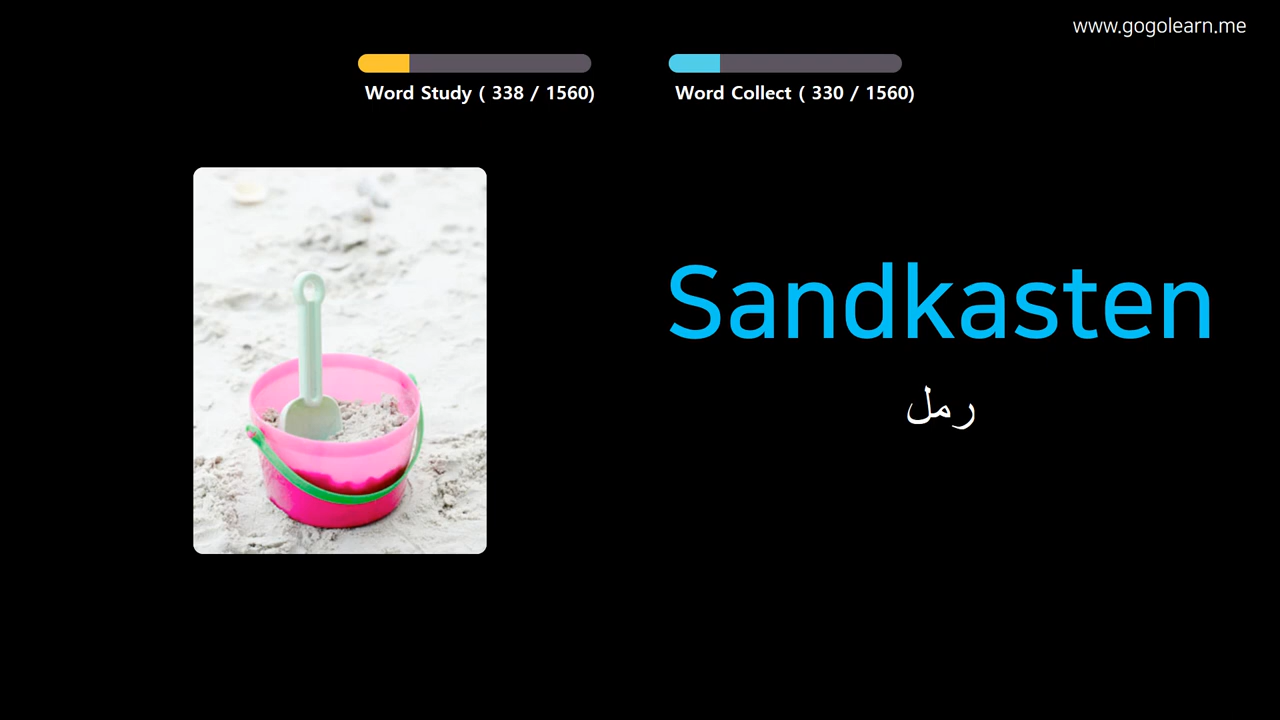 www.gogolearn.me
Word Study ( 338 / 1560)
Word Collect ( 330 / 1560)
Sandkasten
رمل